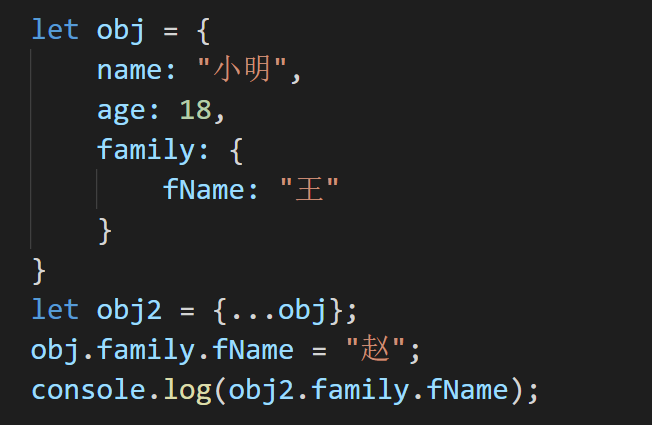 let obj = {
    name: "小明",
    age: 18,
    family: {
        fName: "王"
    }
}
let obj2 = {...obj};
obj.family.fName = "赵";
console.log(obj2.family.fName);